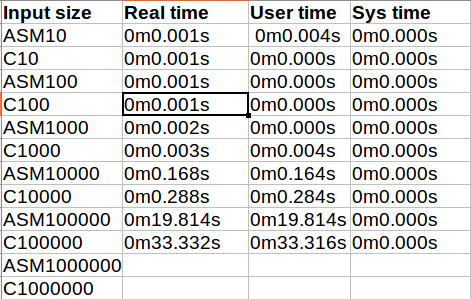 Input size Real time User time Sys time
ASM10 0m0.001s 0m0.004s 0m0.000s
C10 0m0.001s 0m0.000s 0m0.000s
ASM100 0m0.001s 0m0.000s 0m0.000s
C100 0m0.001s 0m0.000s 0m0.000s
ASM1000 0m0.002s 0m0.000s 0m0.000s
C1000 0m0.003s 0m0.004s 0m0.000s
ASM10000 0m0.168s 0m0.164s 0m0.000s
C10000 0m0.288s 0m0.284s 0m0.000s
ASM100000 0m19.814s 0m19.814s 0m0.000s
C100000 0m33.332s 0m33.316s 0m0.000s
ASM1000000
C1000000